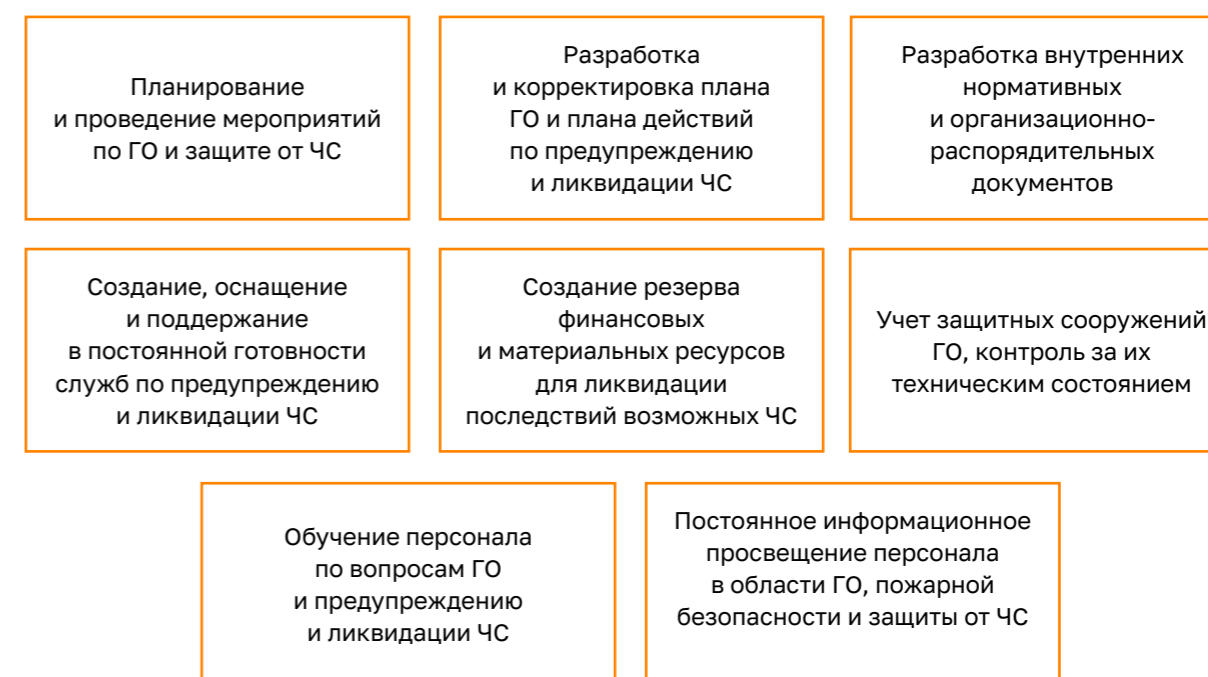 Планирование
и проведение мероприятий
по ГО и защите от ЧС
Разработка
и корректировка плана
ГО и плана действий
по предупреждению
и ликвидации ЧС
Разработка внутренних
нормативных
и организационно-
распорядительных
документов
Создание, оснащение
и поддержание
в постоянной готовности
служб по предупреждению
и ликвидации ЧС
Создание резерва
финансовых
и материальных ресурсов
для ликвидации
последствий возможных ЧС
Учет защитных сооружений
ГО, контроль за их
техническим состоянием
Обучение персонала
по вопросам ГО
и предупреждению
и ликвидации ЧС
Постоянное информационное
просвещение персонала
в области ГО, пожарной
безопасности и защиты от ЧС